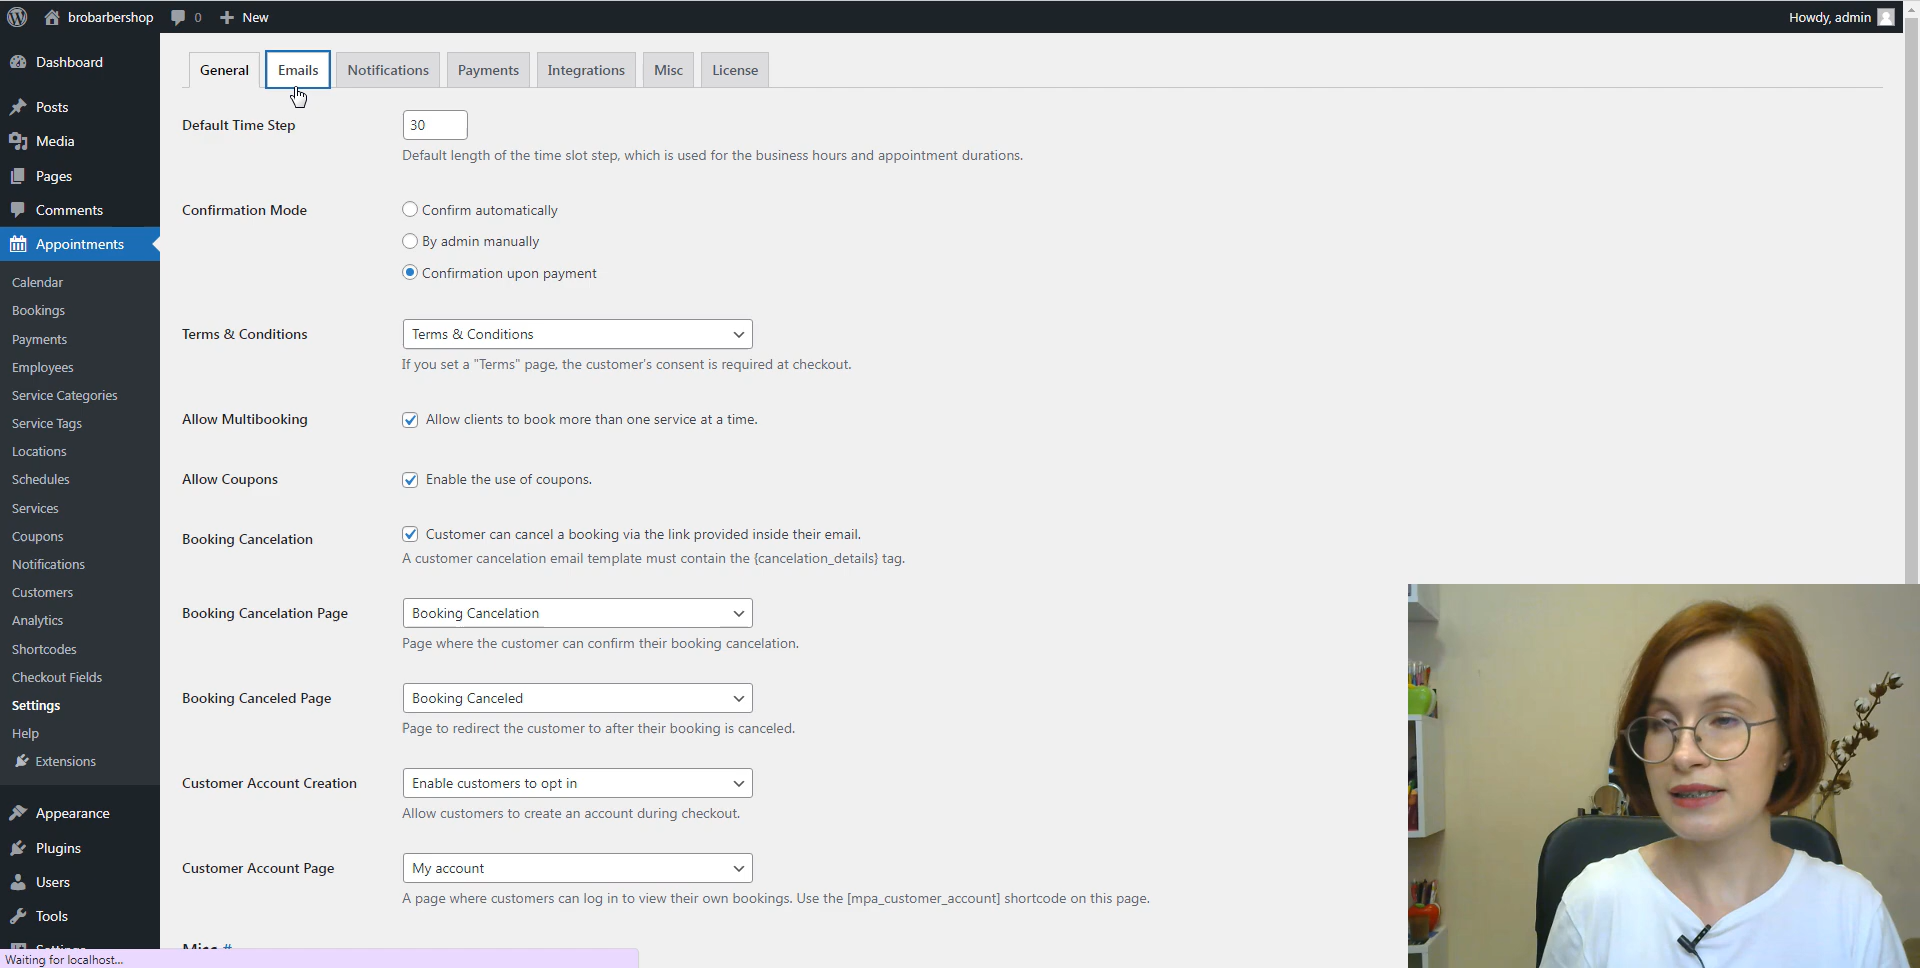 brobarbershop 0 New Howdy, admin
Dashboard
Posts
Media
Pages
Comments
Appointments
Calendar
Bookings
Payments
Employees
Service Categories
Service Tags
Locations
Schedules
Services
Coupons
Notifications
Customers
Analytics
Shortcodes
Checkout Fields
Settings
Help
Extensions
Appearance
Plugins
Users
Tools
Settings
General Emails Notifications Payments Integrations Misc License
Default Time Step 30
Default length of the time slot step, which is used for the business hours and appointment durations.
Confirmation Mode Confirm automatically
By admin manually
Confirmation upon payment
Terms & Conditions Terms & Conditions
If you set a "Terms" page, the customer's consent is required at checkout.
Allow Multibooking Allow clients to book more than one service at a time.
Allow Coupons Enable the use of coupons.
Booking Cancelation Customer can cancel a booking via the link provided inside their email.
A customer cancelation email template must contain the {cancelation_details} tag.
Booking Cancelation Page Booking Cancelation
Page where the customer can confirm their booking cancelation.
Booking Canceled Page Booking Canceled
Page to redirect the customer to after their booking is canceled.
Customer Account Creation Enable customers to opt in
Allow customers to create an account during checkout.
Customer Account Page My account
A page where customers can log in to view their own bookings. Use the [mpa_customer_account] shortcode on this page.
Misc #
Waiting for localhost...